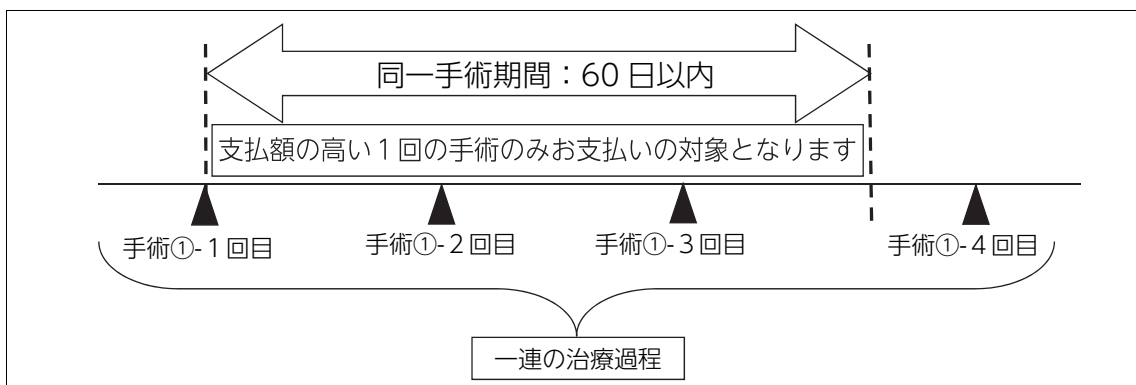 同一手術期間：60日以内
支払額の高い1回の手術のみお支払いの対象となります
手術①-1回目
手術①-2回目
手術①-3回目
手術①-4回目
一連の治療過程